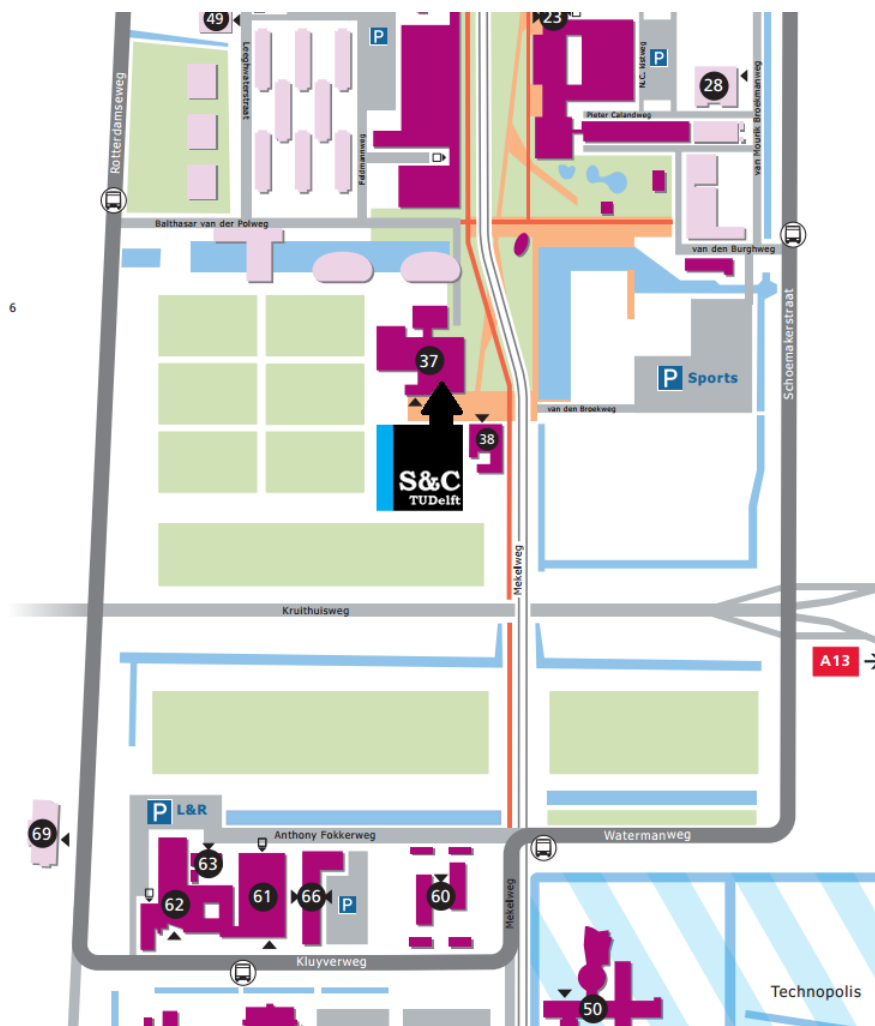 49
23
P
P
28
Leeghwaterstraat
N.C. kistweg
Pieter Calandweg
van Mourik Broekmanweg
Rotterdamseweg
Feldmannweg
Balthasar van der Polweg
van den Burghweg
6
Schoemakerstraat
37
P Sports
van den Broekweg
38
S&C
TUDelft
Mekelweg
Kruithuisweg
A13
P L&R
69
Anthony Fokkerweg
Watermanweg
63
62
61
66
P
60
Mekelweg
Kluyverweg
Technopolis
50